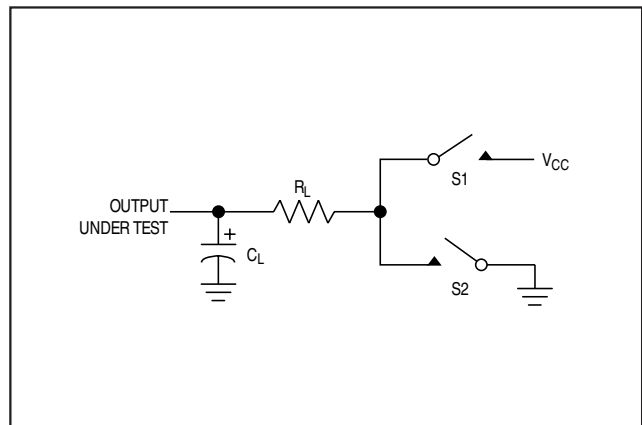 V_CC
S1
R_L
OUTPUT
UNDER TEST
+
C_L
S2